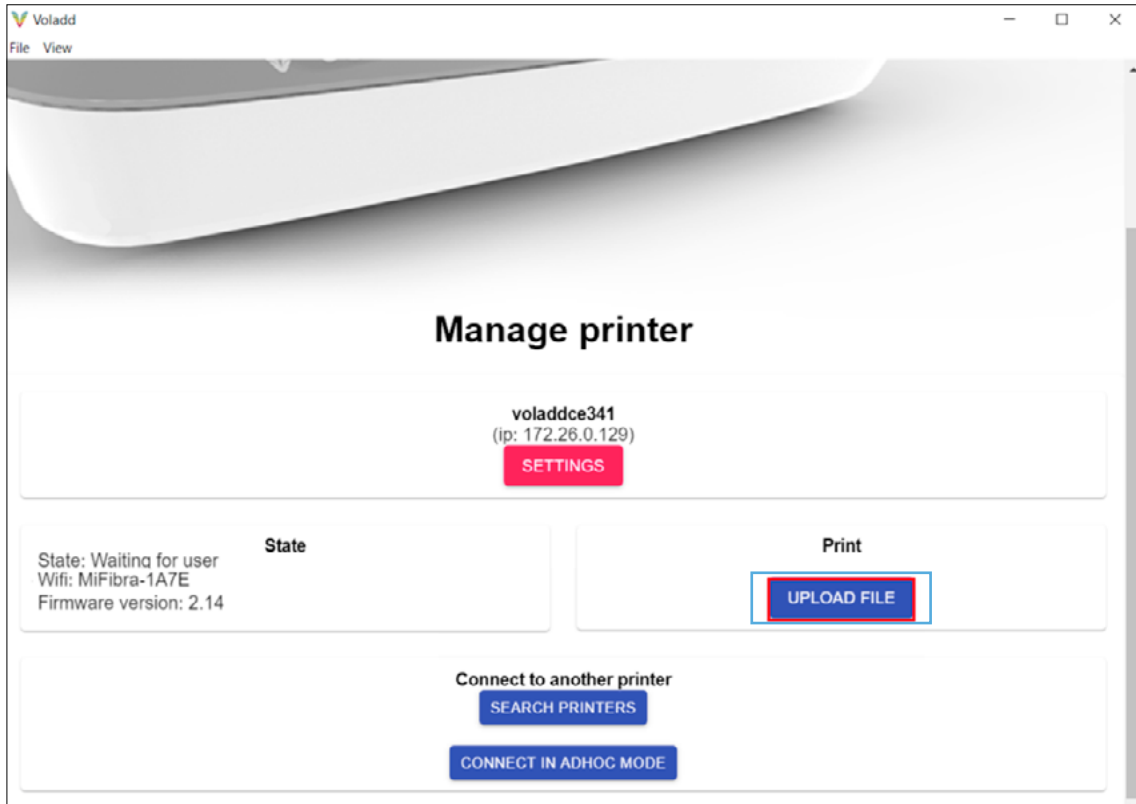 Voladd
File View
Manage printer
voladdce341
(ip: 172.26.0.129)
SETTINGS
State
State: Waiting for user
Wifi: MiFibra-1A7E
Firmware version: 2.14
Print
UPLOAD FILE
Connect to another printer
SEARCH PRINTERS
CONNECT IN ADHOC MODE